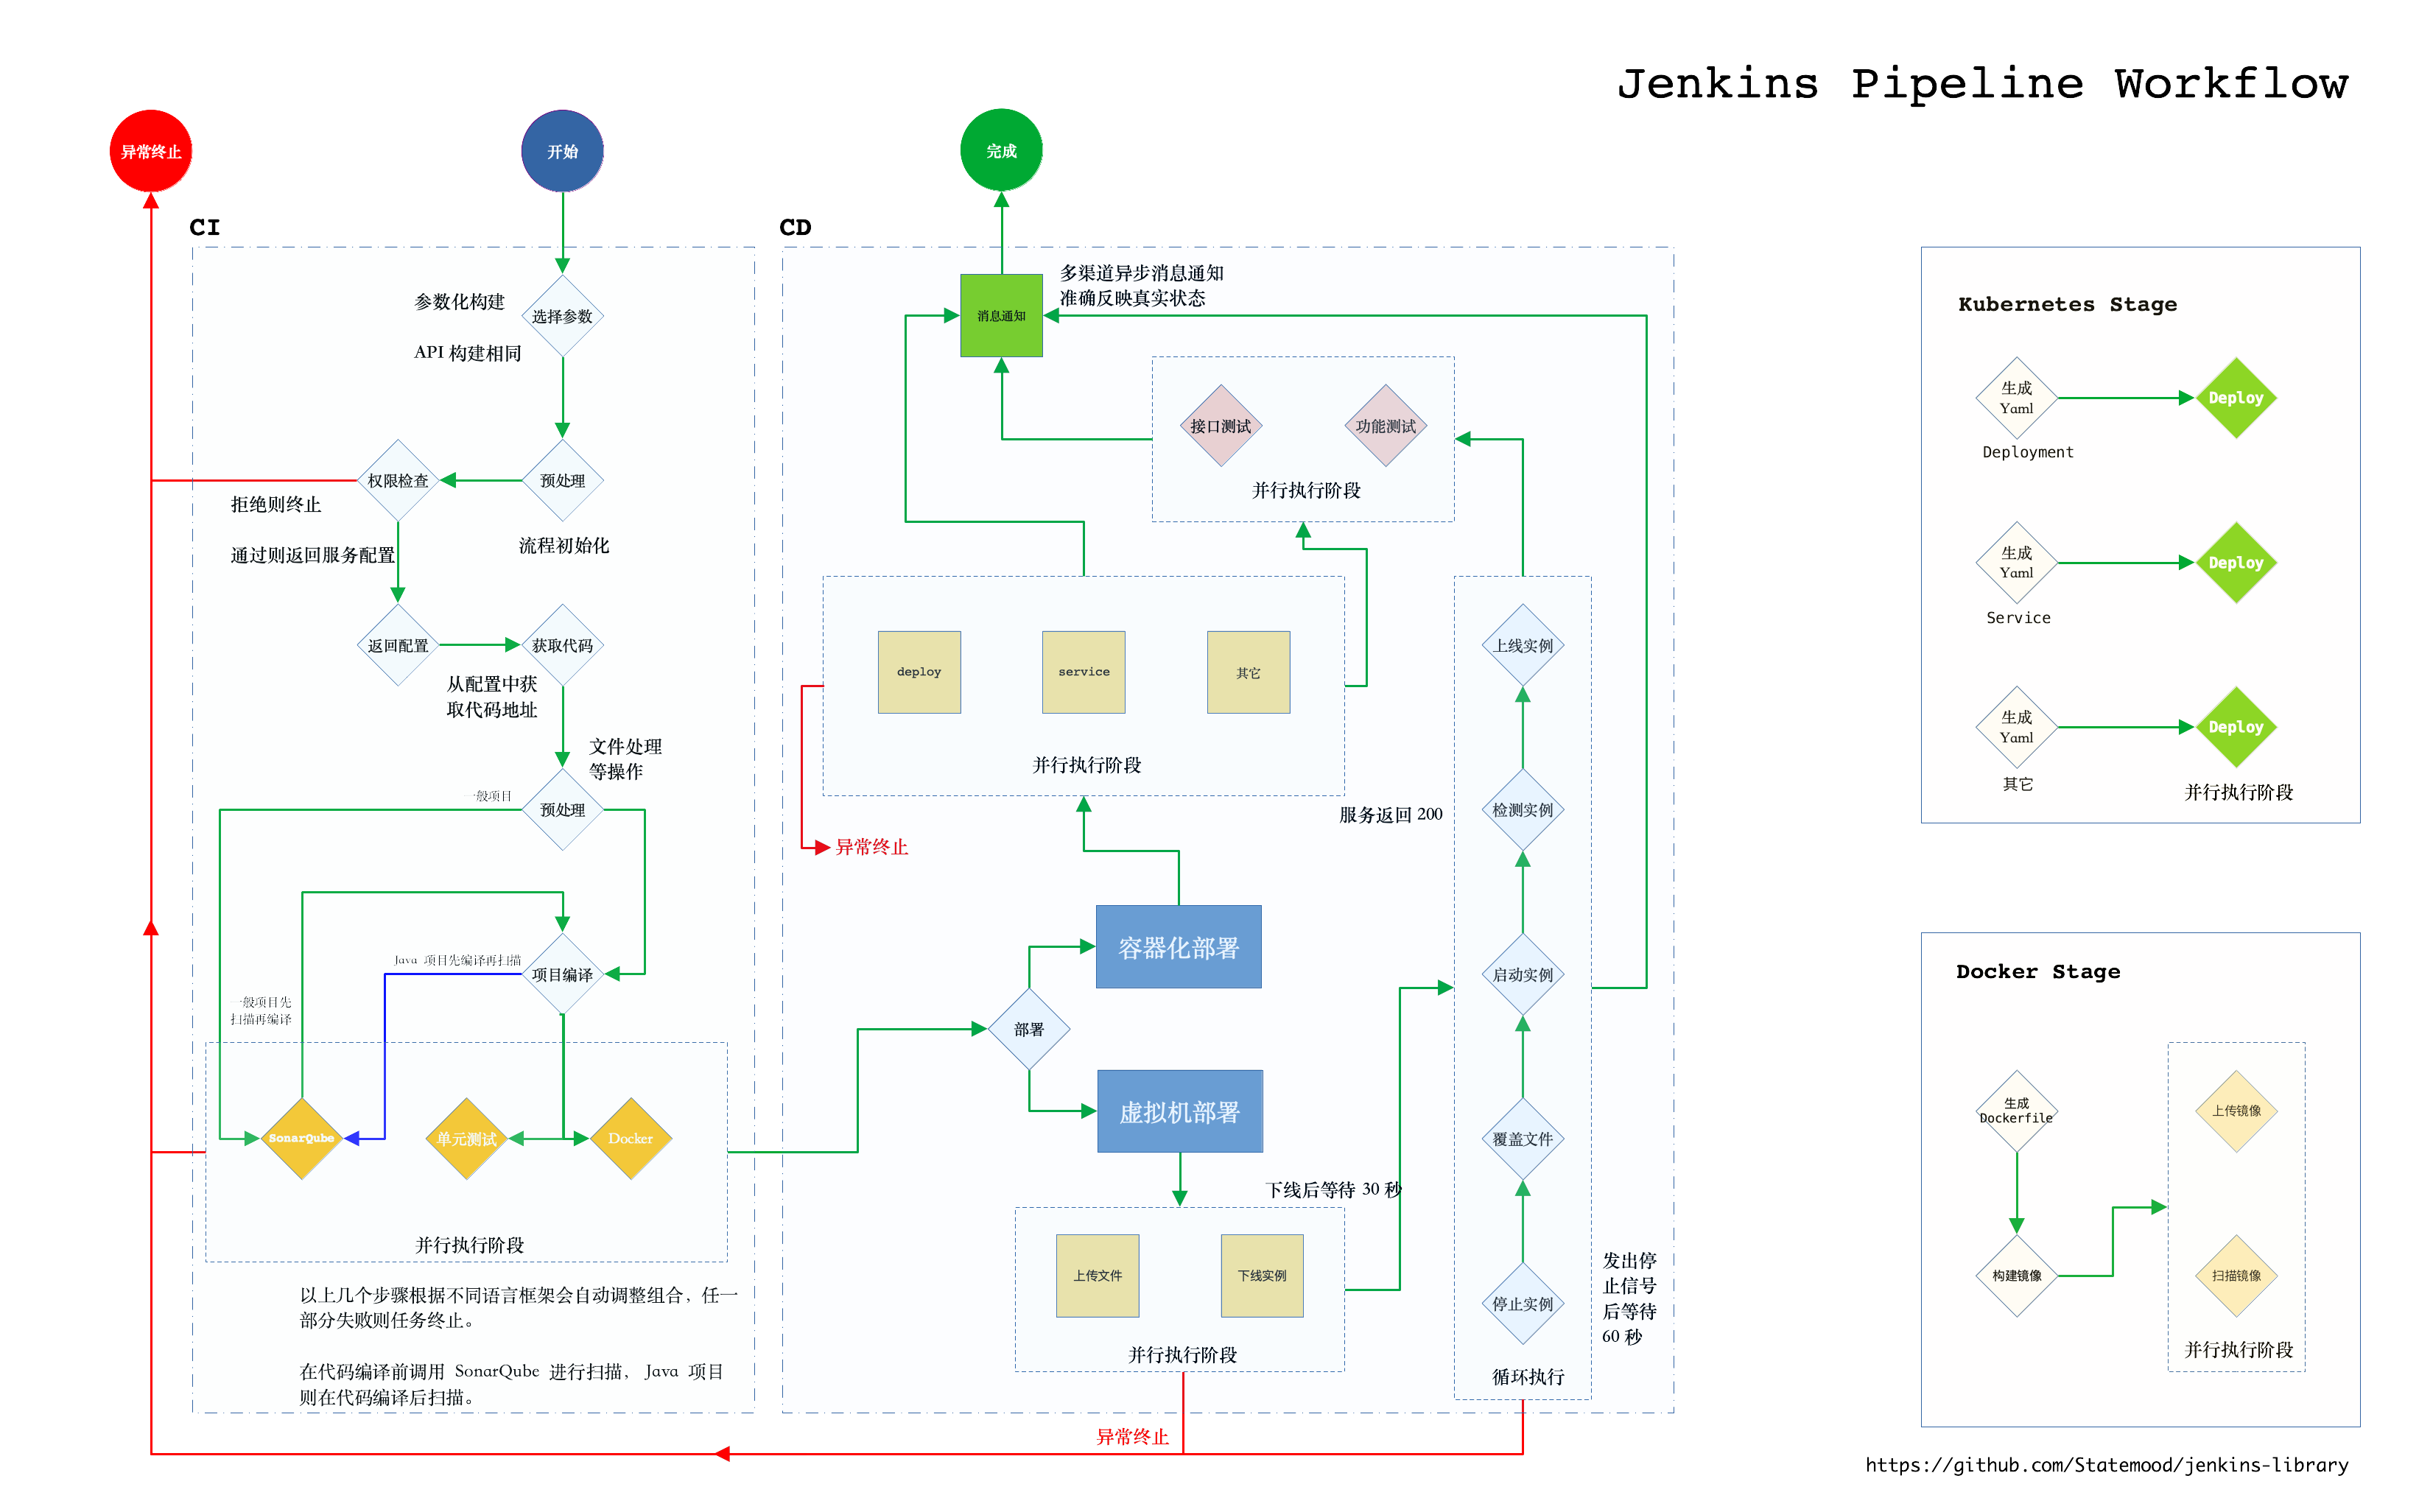 Jenkins Pipeline Workflow
异常终止
开始
完成
CI
参数化构建
API 构建相同
选择参数
权限检查
预处理
拒绝则终止
通过则返回服务配置
流程初始化
返回配置
获取代码
从配置中获
取代码地址
文件处理
等操作
一般项目
预处理
Java 项目先编译再扫描
项目编译
一般项目先
扫描再编译
SonarQube
单元测试
Docker
并行执行阶段
以上几个步骤根据不同语言框架会自动调整组合，任一
部分失败则任务终止。
在代码编译前调用 SonarQube 进行扫描， Java 项目
则在代码编译后扫描。
CD
消息通知
多渠道异步消息通知
准确反映真实状态
接口测试
功能测试
并行执行阶段
deploy
service
其它
并行执行阶段
异常终止
服务返回 200
上线实例
检测实例
启动实例
覆盖文件
停止实例
循环执行
发出停
止信号
后等待
60 秒
容器化部署
部署
虚拟机部署
下线后等待 30 秒
上传文件
下线实例
并行执行阶段
异常终止
Kubernetes Stage
生成
Yaml
Deploy
Deployment
生成
Yaml
Deploy
Service
生成
Yaml
Deploy
其它
并行执行阶段
Docker Stage
生成
Dockerfile
上传镜像
构建镜像
扫描镜像
并行执行阶段
https://github.com/Statemood/jenkins-library